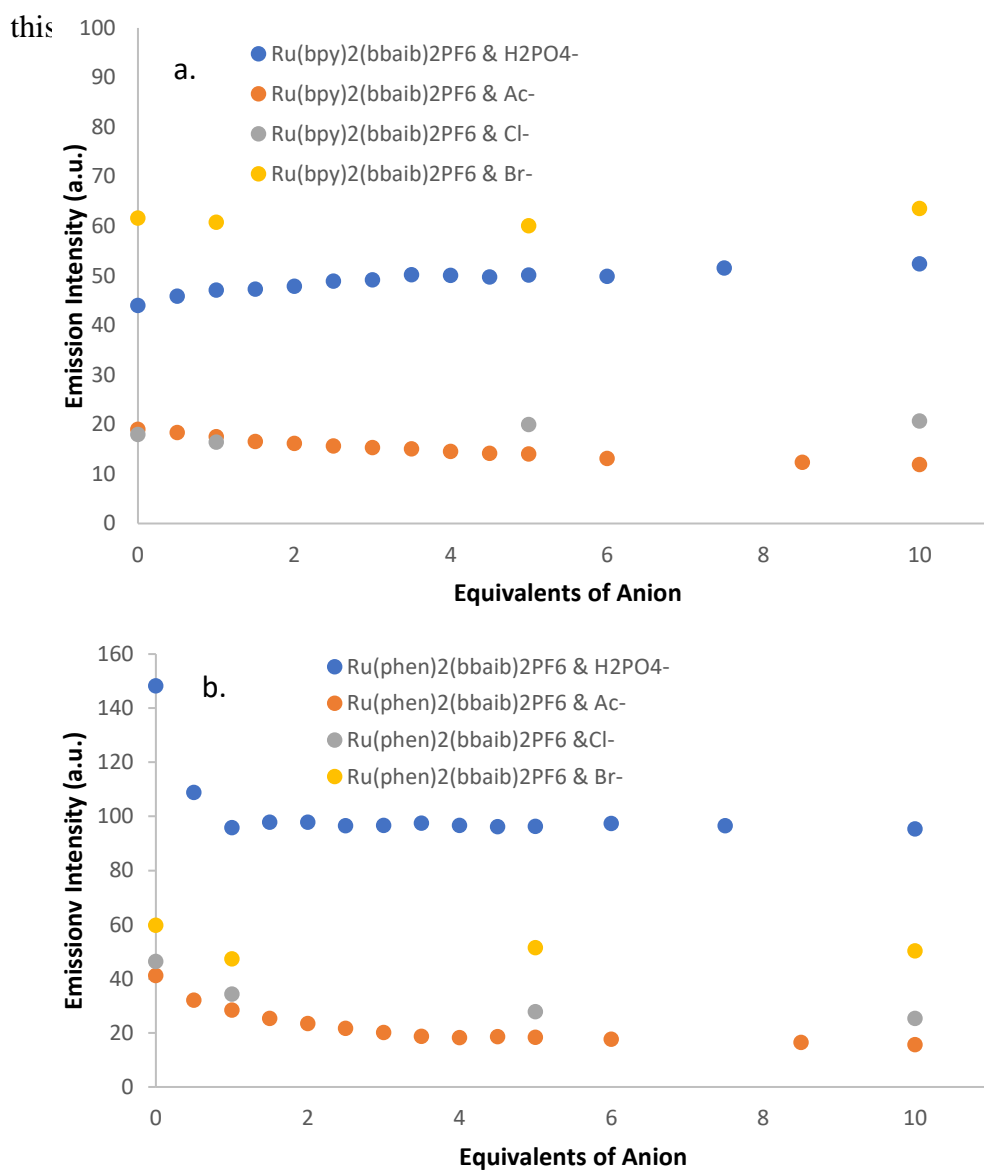 this
100
90
80
70
60
50
40
30
20
10
0
Emission Intensity (a.u.)
a.
Ru(bpy)2(bbaib)2PF6 & H2PO4-
Ru(bpy)2(bbaib)2PF6 & Ac-
Ru(bpy)2(bbaib)2PF6 & Cl-
Ru(bpy)2(bbaib)2PF6 & Br-
0 2 4 6 8 10
Equivalents of Anion
160
140
120
100
80
60
40
20
0
Emissionv Intensity (a.u.)
b.
Ru(phen)2(bbaib)2PF6 & H2PO4-
Ru(phen)2(bbaib)2PF6 & Ac-
Ru(phen)2(bbaib)2PF6 &Cl-
Ru(phen)2(bbaib)2PF6 & Br-
0 2 4 6 8 10
Equivalents of Anion